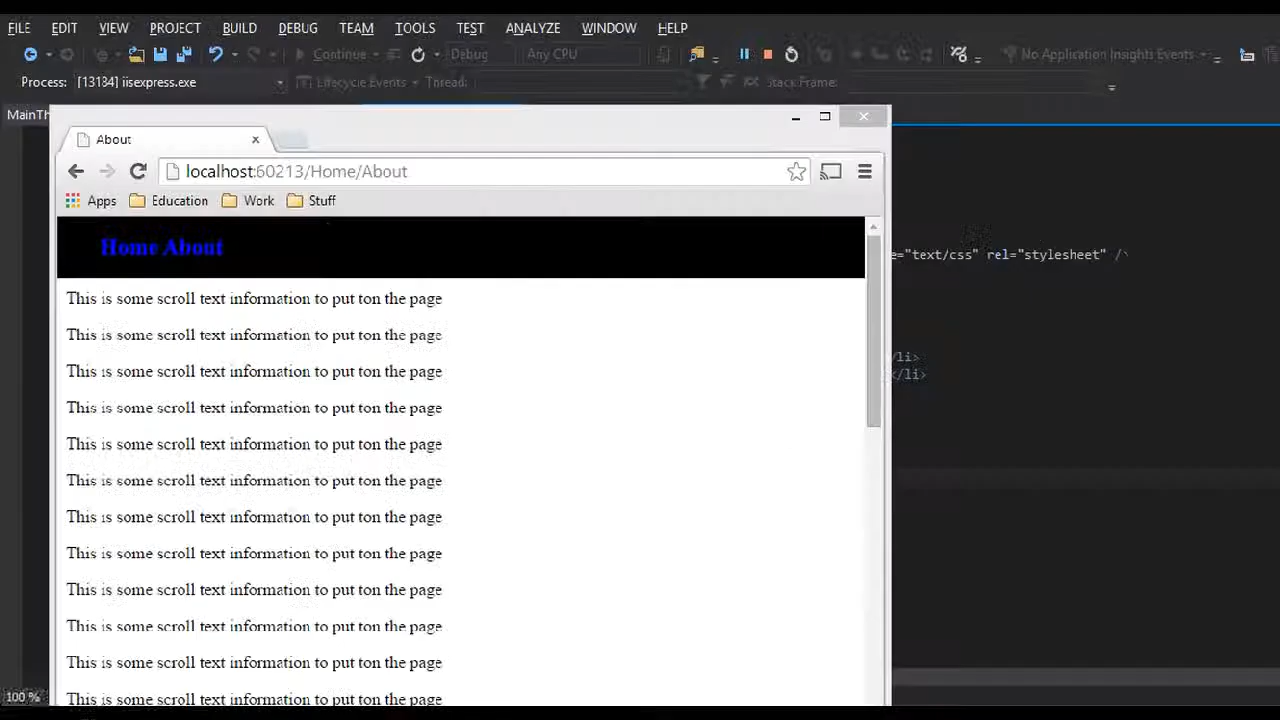 FILE EDIT VIEW PROJECT BUILD DEBUG TEAM TOOLS TEST ANALYZE WINDOW HELP
Continue Debug Any CPU No Application Insights Events
Process: [13184] iisexpress.exe Lifecycle Events Thread: Stack Frame:
MainTh
About
localhost:60213/Home/About
Apps Education Work Stuff
Home About
e="text/css" rel="stylesheet" />
This is some scroll text information to put ton the page
This is some scroll text information to put ton the page
/li>
This is some scroll text information to put ton the page
</li>
This is some scroll text information to put ton the page
This is some scroll text information to put ton the page
This is some scroll text information to put ton the page
This is some scroll text information to put ton the page
This is some scroll text information to put ton the page
This is some scroll text information to put ton the page
This is some scroll text information to put ton the page
This is some scroll text information to put ton the page
This is some scroll text information to put ton the page
100 %